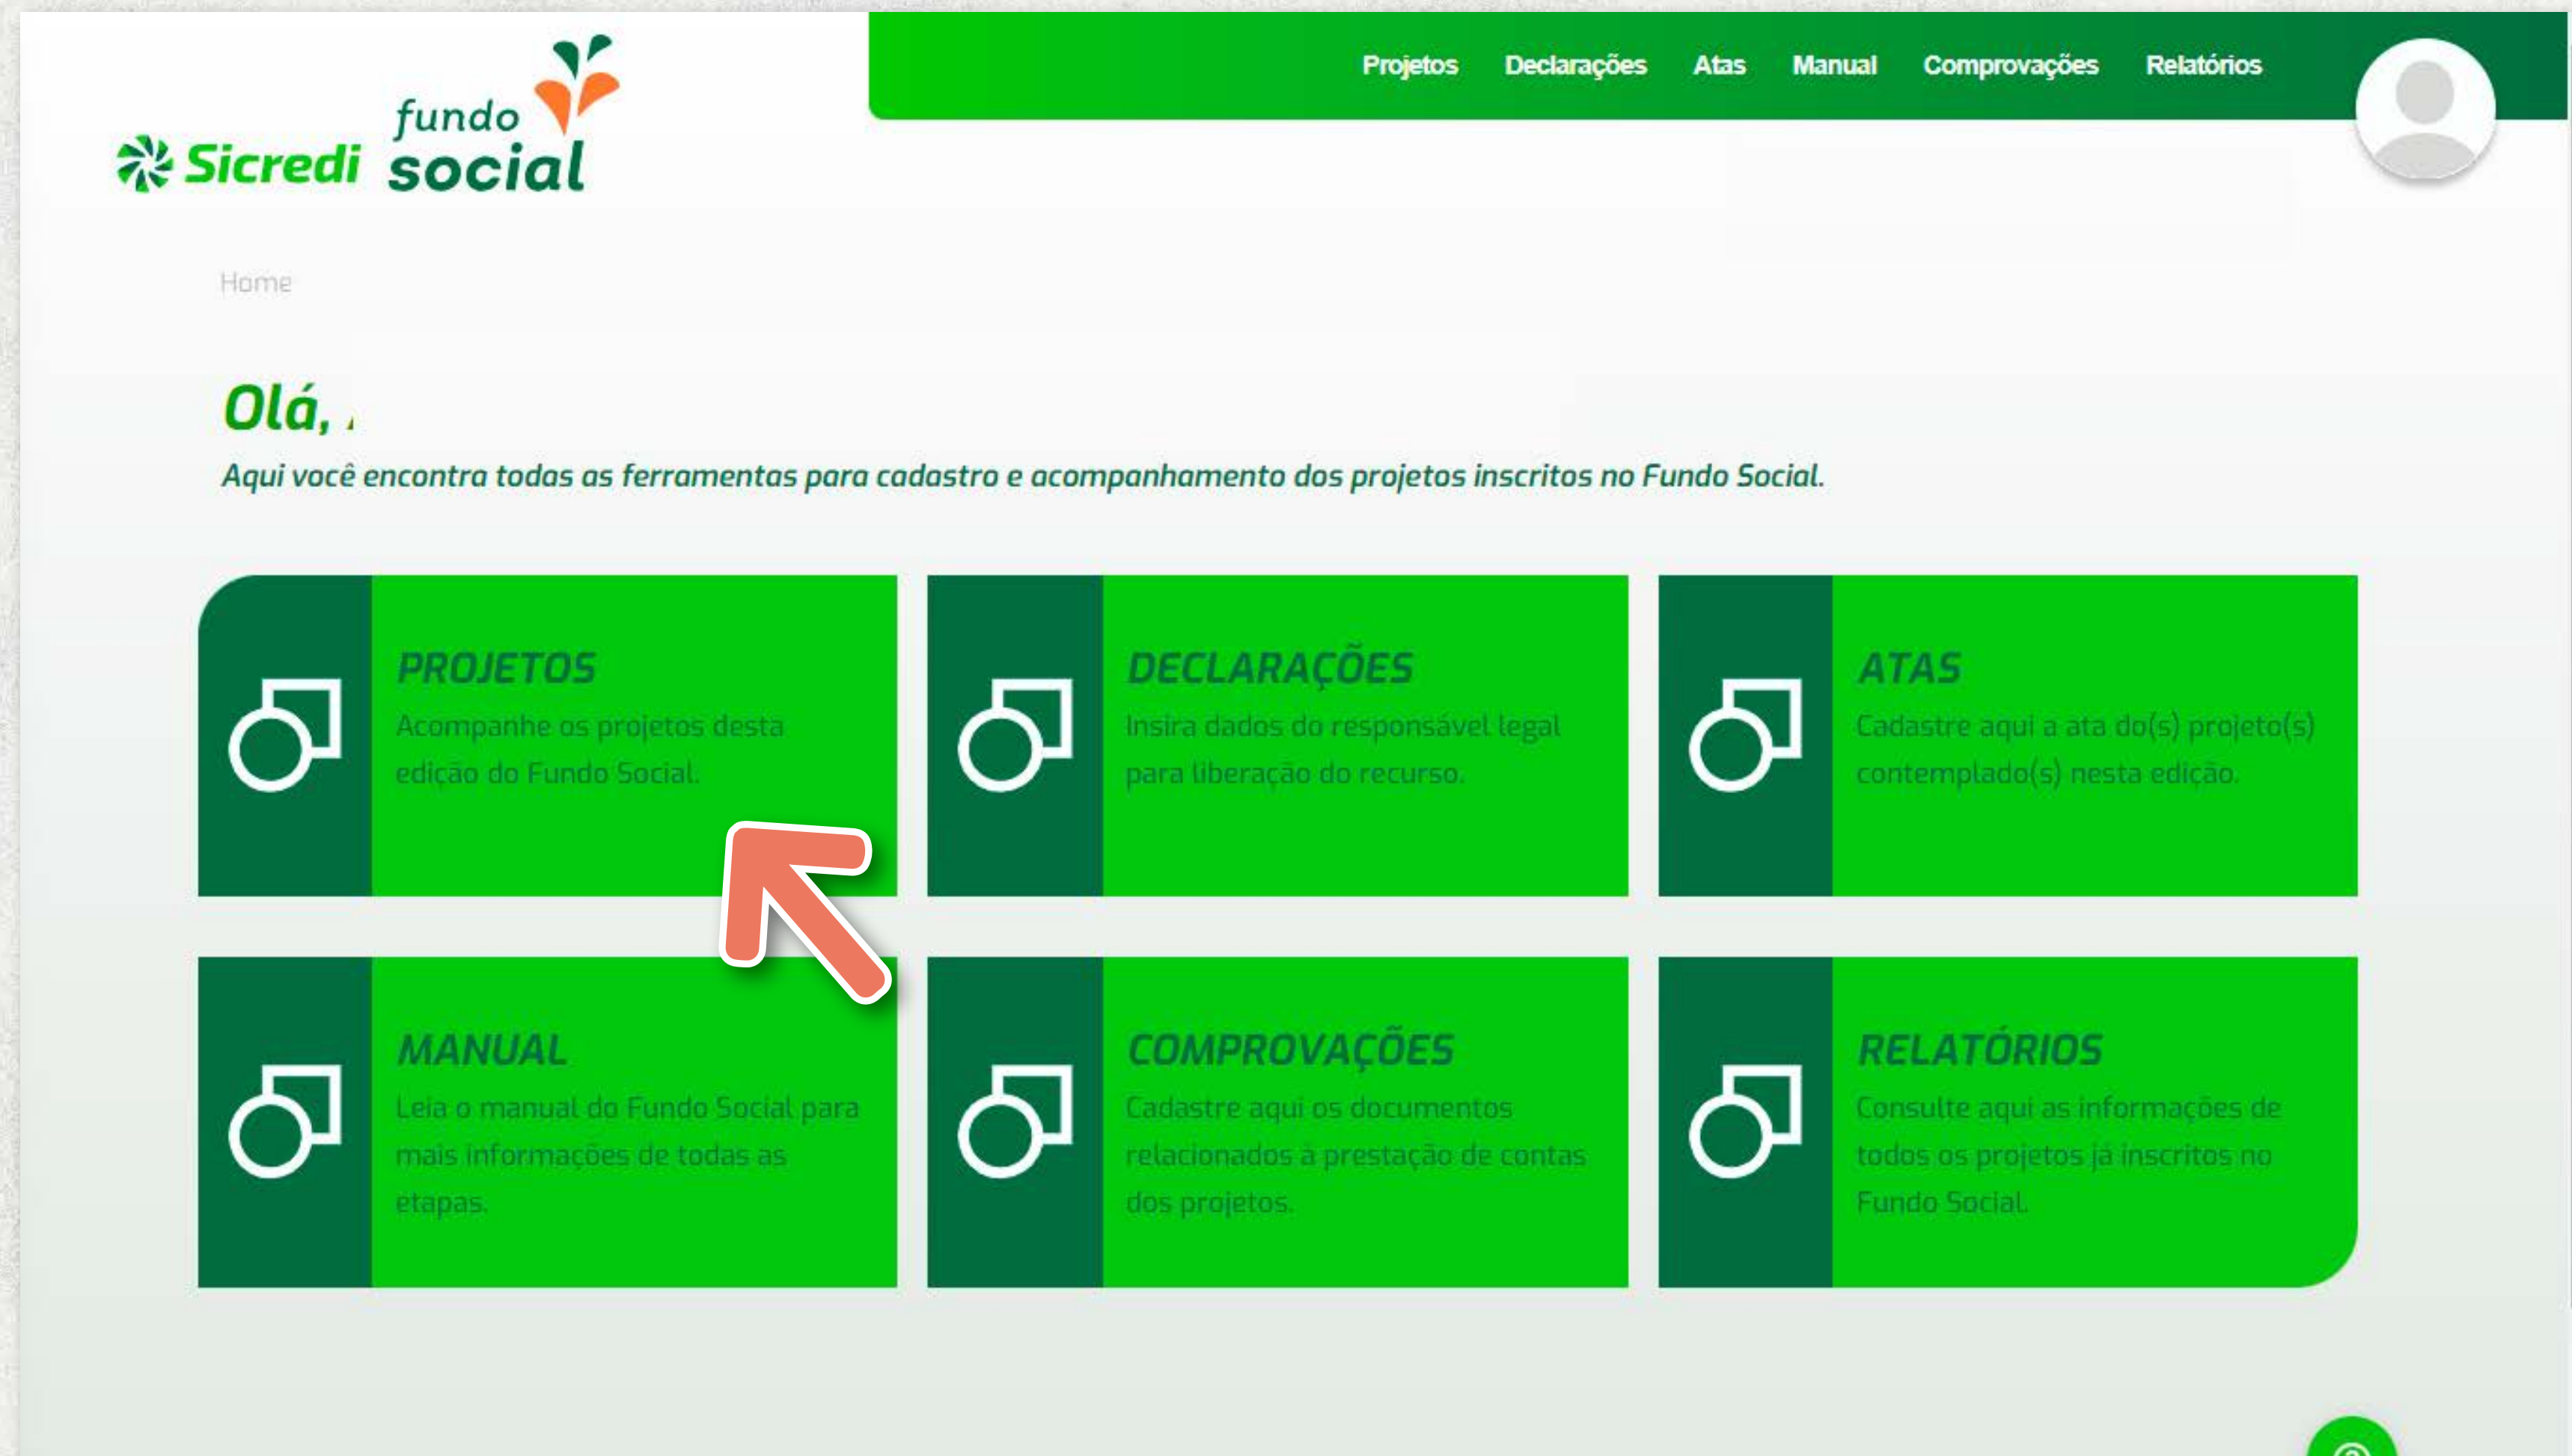 Projetos Declarações Atas Manual Comprovações Relatórios
Sicredi
fundo
social
Home
Olá,
Aqui você encontra todas as ferramentas para cadastro e acompanhamento dos projetos inscritos no Fundo Social.
PROJETOS
Acompanhe os projetos desta
edição do Fundo Social.
DECLARAÇÕES
Insira dados do responsável legal
para liberação do recurso.
ATAS
Cadastre aqui a ata do(s) projeto(s)
contemplado(s) nesta edição.
MANUAL
Leia o manual do Fundo Social para
mais informações de todas as
etapas.
COMPROVAÇÕES
Cadastre aqui os documentos
relacionados à prestação de contas
dos projetos.
RELATÓRIOS
Consulte aqui as informações de
todos os projetos já inscritos no
Fundo Social.